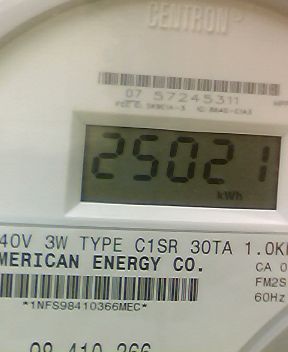 CENTRON
07 57245311
25021
kWh
40V 3W TYPE C1SR 30TA 1.0K
MERICAN ENERGY CO.
CA 0
FM2S
60Hz
*1NFS98410366MEC*
98 410 366